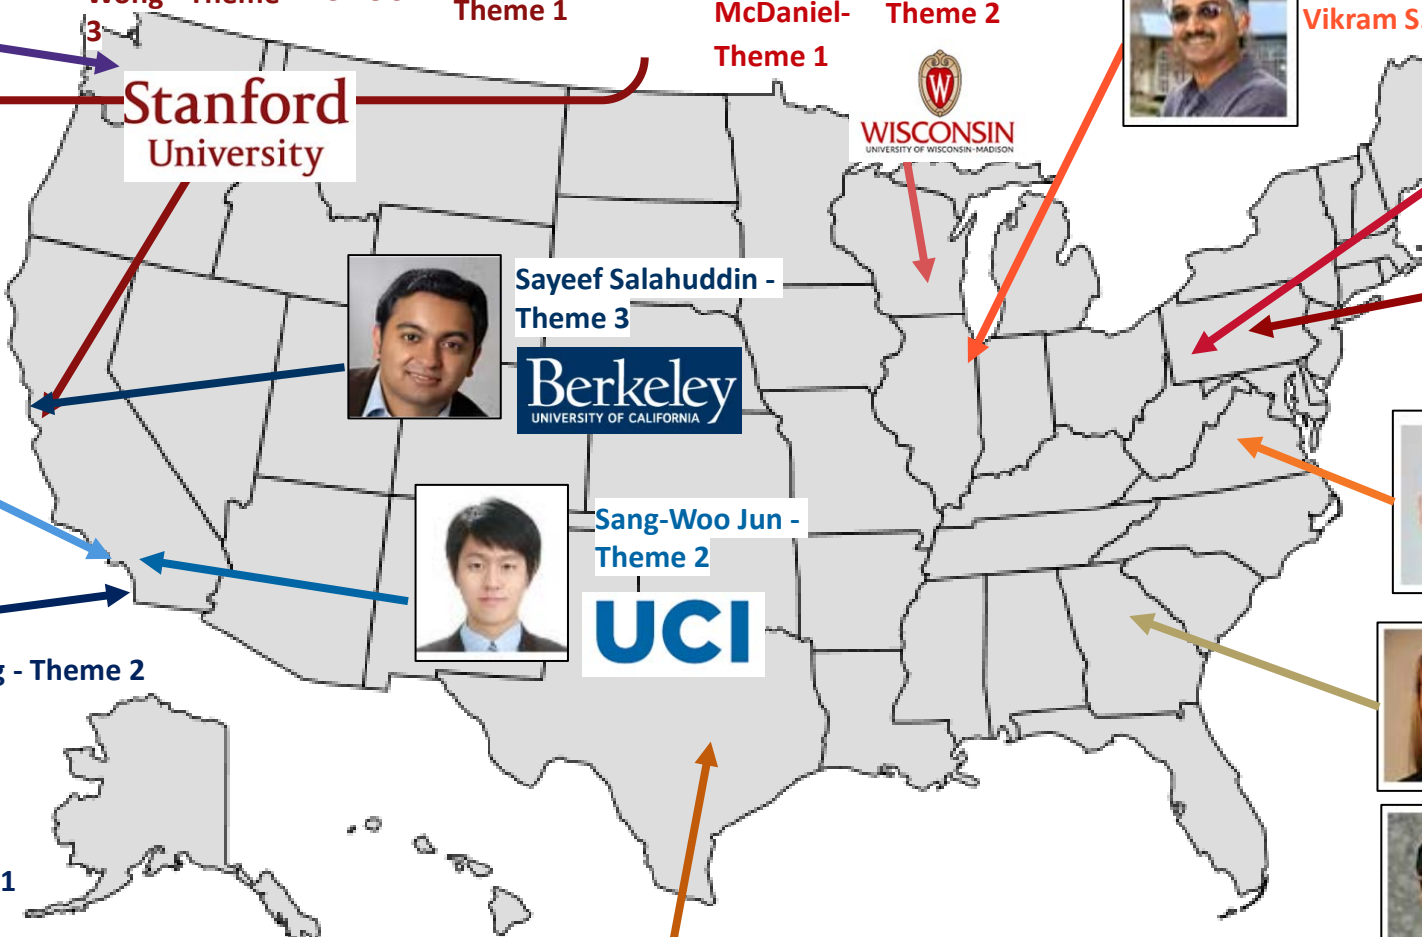 3
Theme 1
McDaniel-
Theme 1
Theme 2
Vikram S.
Stanford
University
W
WISCONSIN
UNIVERSITY OF WISCONSIN-MADISON
Sayeef Salahuddin -
Theme 3
Berkeley
UNIVERSITY OF CALIFORNIA
Sang-Woo Jun -
Theme 2
UCI
- Theme 2
1